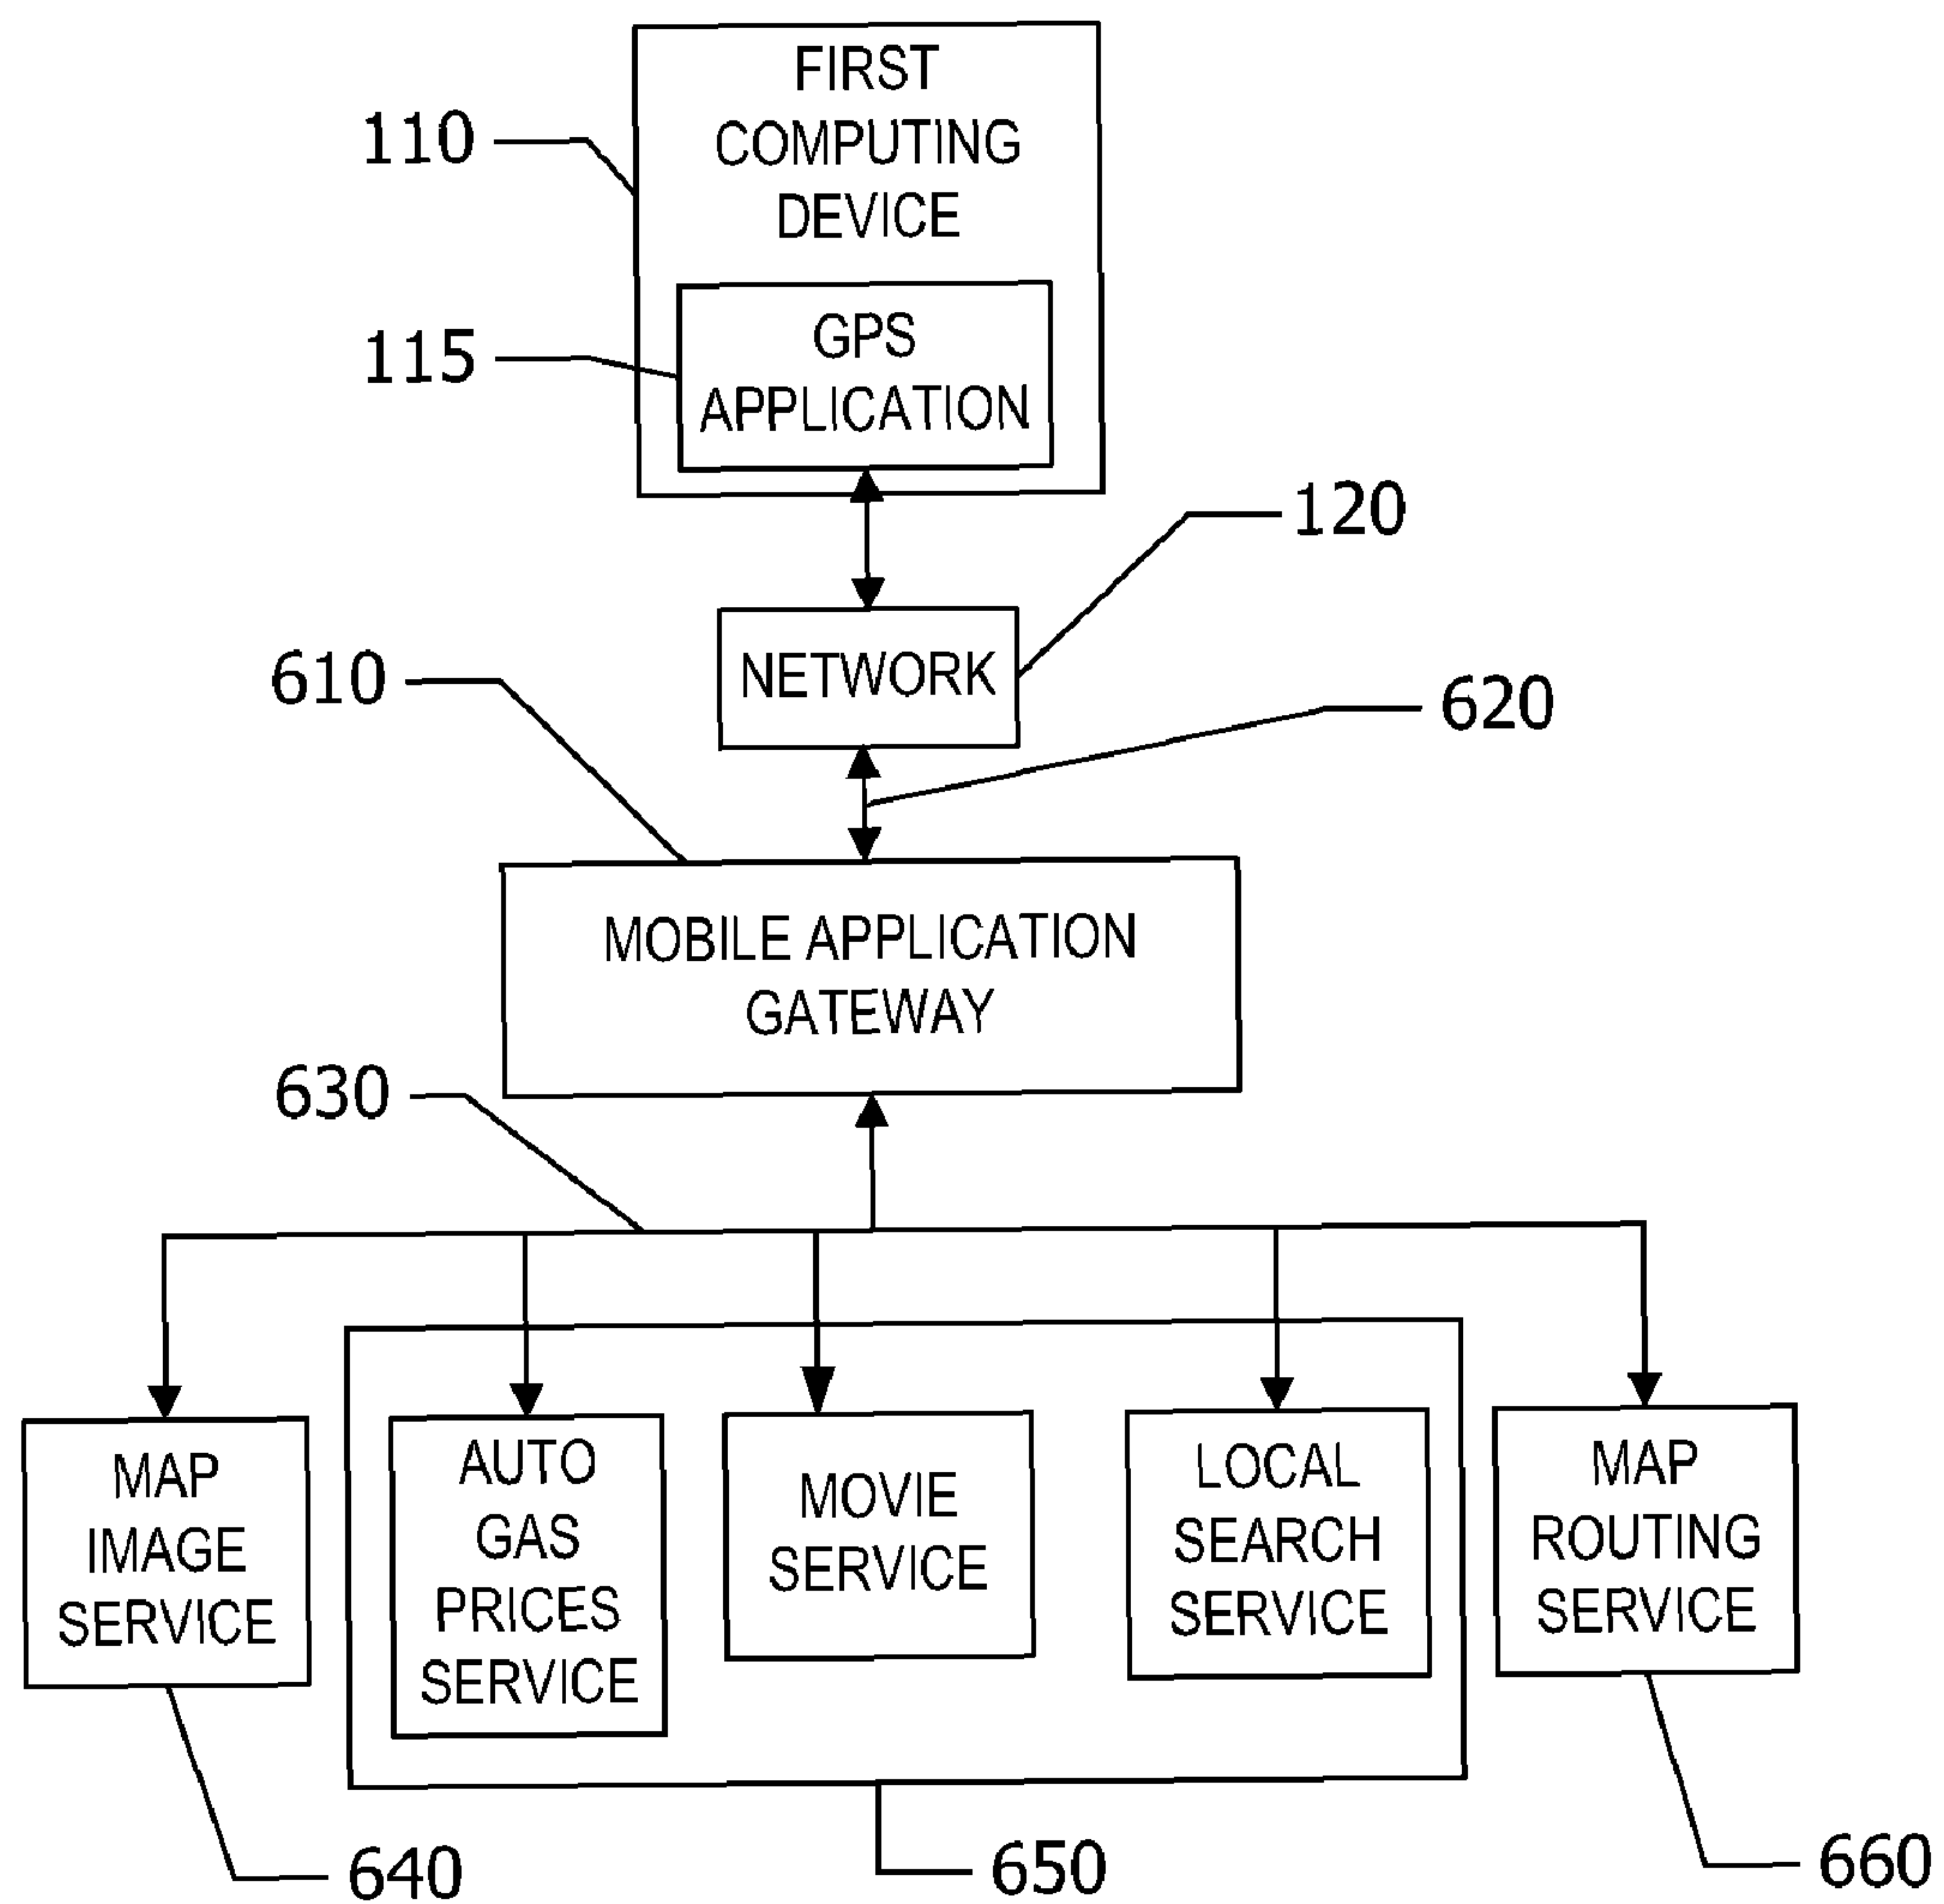 FIRST
COMPUTING
DEVICE
110
GPS
APPLICATION
115
120
NETWORK
610
620
MOBILE APPLICATION
GATEWAY
630
MAP
IMAGE
SERVICE
AUTO
GAS
PRICES
SERVICE
MOVIE
SERVICE
LOCAL
SEARCH
SERVICE
MAP
ROUTING
SERVICE
640
650
660